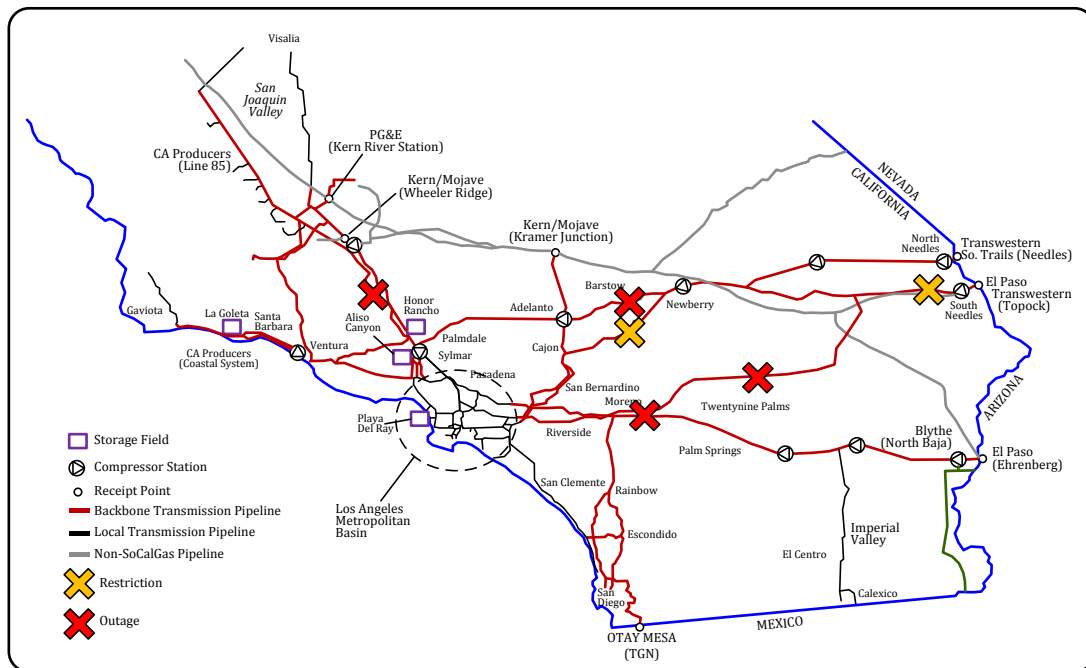 Visalia
San
Joaquin
Valley
PG&E
(Kern River Station)
CA Producers
(Line 85)
Kern/Mojave
(Wheeler Ridge)
Kern/Mojave
(Kramer Junction)
NEVADA
CALIFORNIA
North
Needles
Transwestern
So. Trails (Needles)
El Paso
Transwestern
(Topock)
South
Needles
Barstow
Newberry
Adelanto
Honor
Rancho
Aliso
Canyon
Gaviota
La Goleta
Santa
Barbara
CA Producers
(Coastal System)
Ventura
Palmdale
Sylmar
Cajon
Pasadena
San Bernardino
Moreno
Twentynine Palms
ARIZONA
Playa
Del Ray
Riverside
Palm Springs
Blythe
(North Baja)
El Paso
(Ehrenberg)
Storage Field
Compressor Station
Receipt Point
Backbone Transmission Pipeline
Local Transmission Pipeline
Non-SoCalGas Pipeline
Restriction
Outage
Los Angeles
Metropolitan
Basin
San Clemente
Rainbow
Escondido
Imperial
Valley
El Centro
Calexico
San
Diego
OTAY MESA
(TGN)
MEXICO